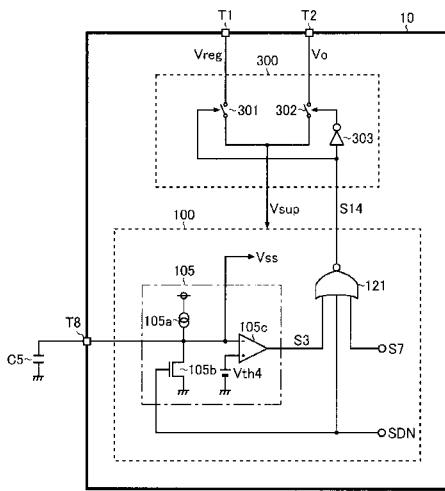 T1
T2
10
Vreg
300
Vo
301
302
303
Vsup
S14
100
Vss
105
121
105a
T8
105c
S3
C5
105b
Vth4
S7
SDN